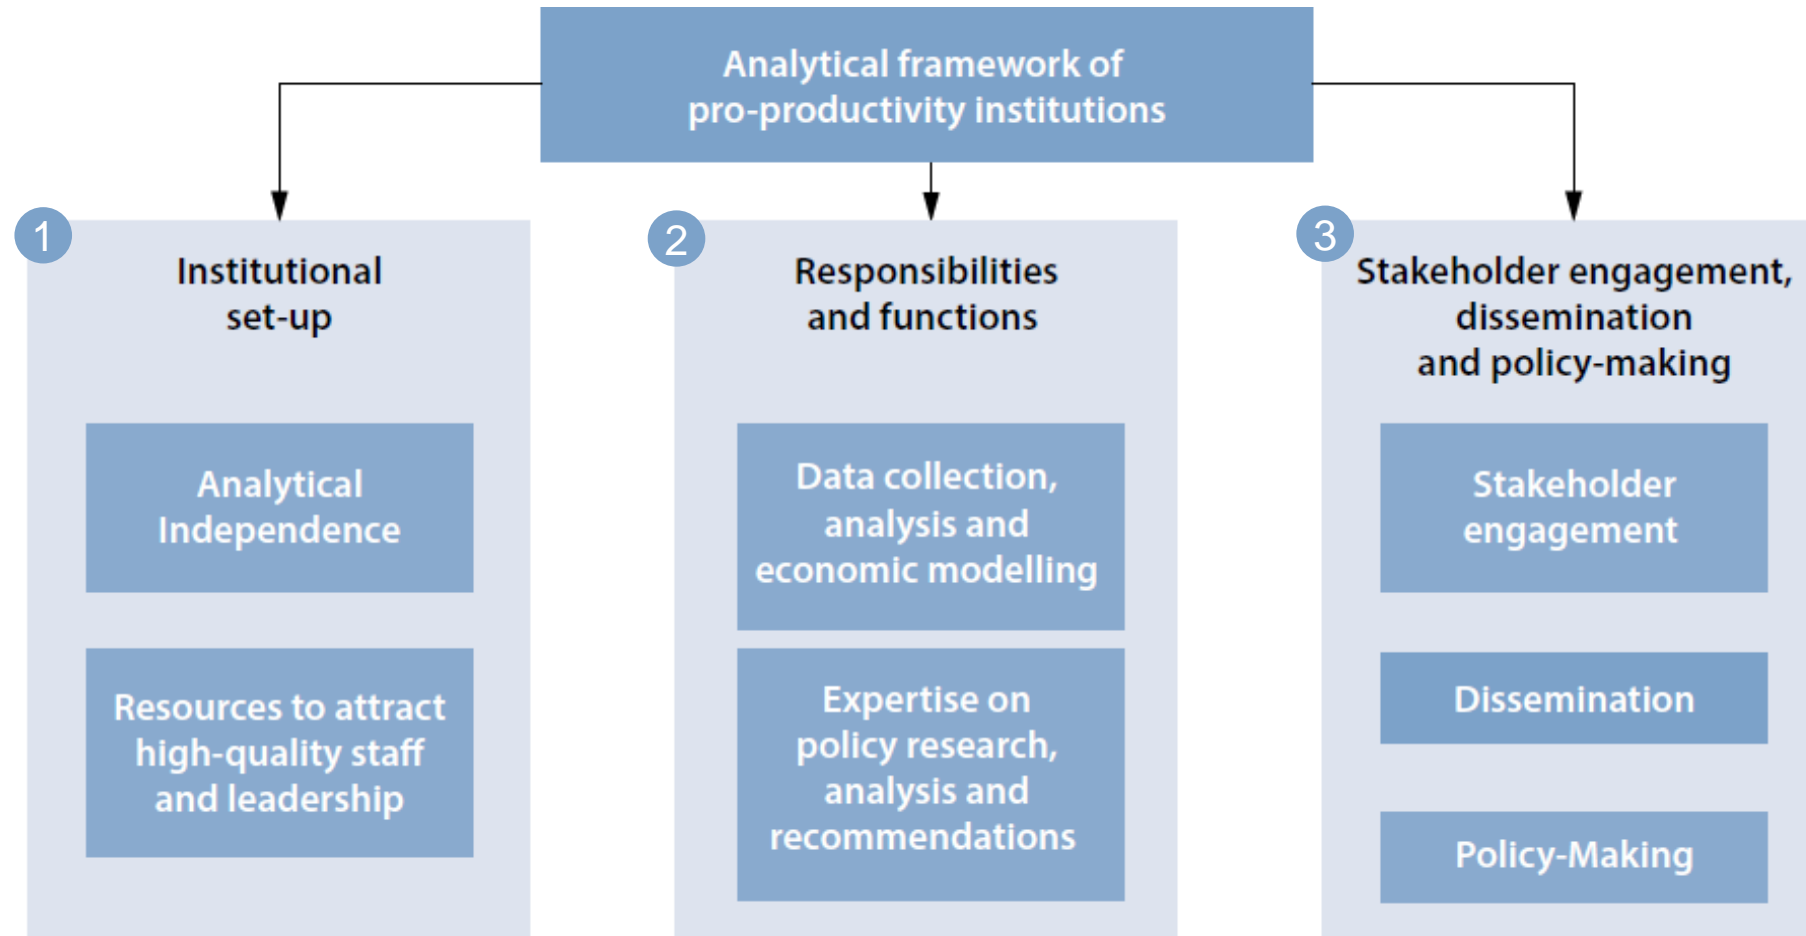 Analytical framework of
pro-productivity institutions
1
Institutional
set-up
Analytical
Independence
Resources to attract
high-quality staff
and leadership
2
Responsibilities
and functions
Data collection,
analysis and
economic modelling
Expertise on
policy research,
analysis and
recommendations
3
Stakeholder engagement,
dissemination
and policy-making
Stakeholder
engagement
Dissemination
Policy-Making